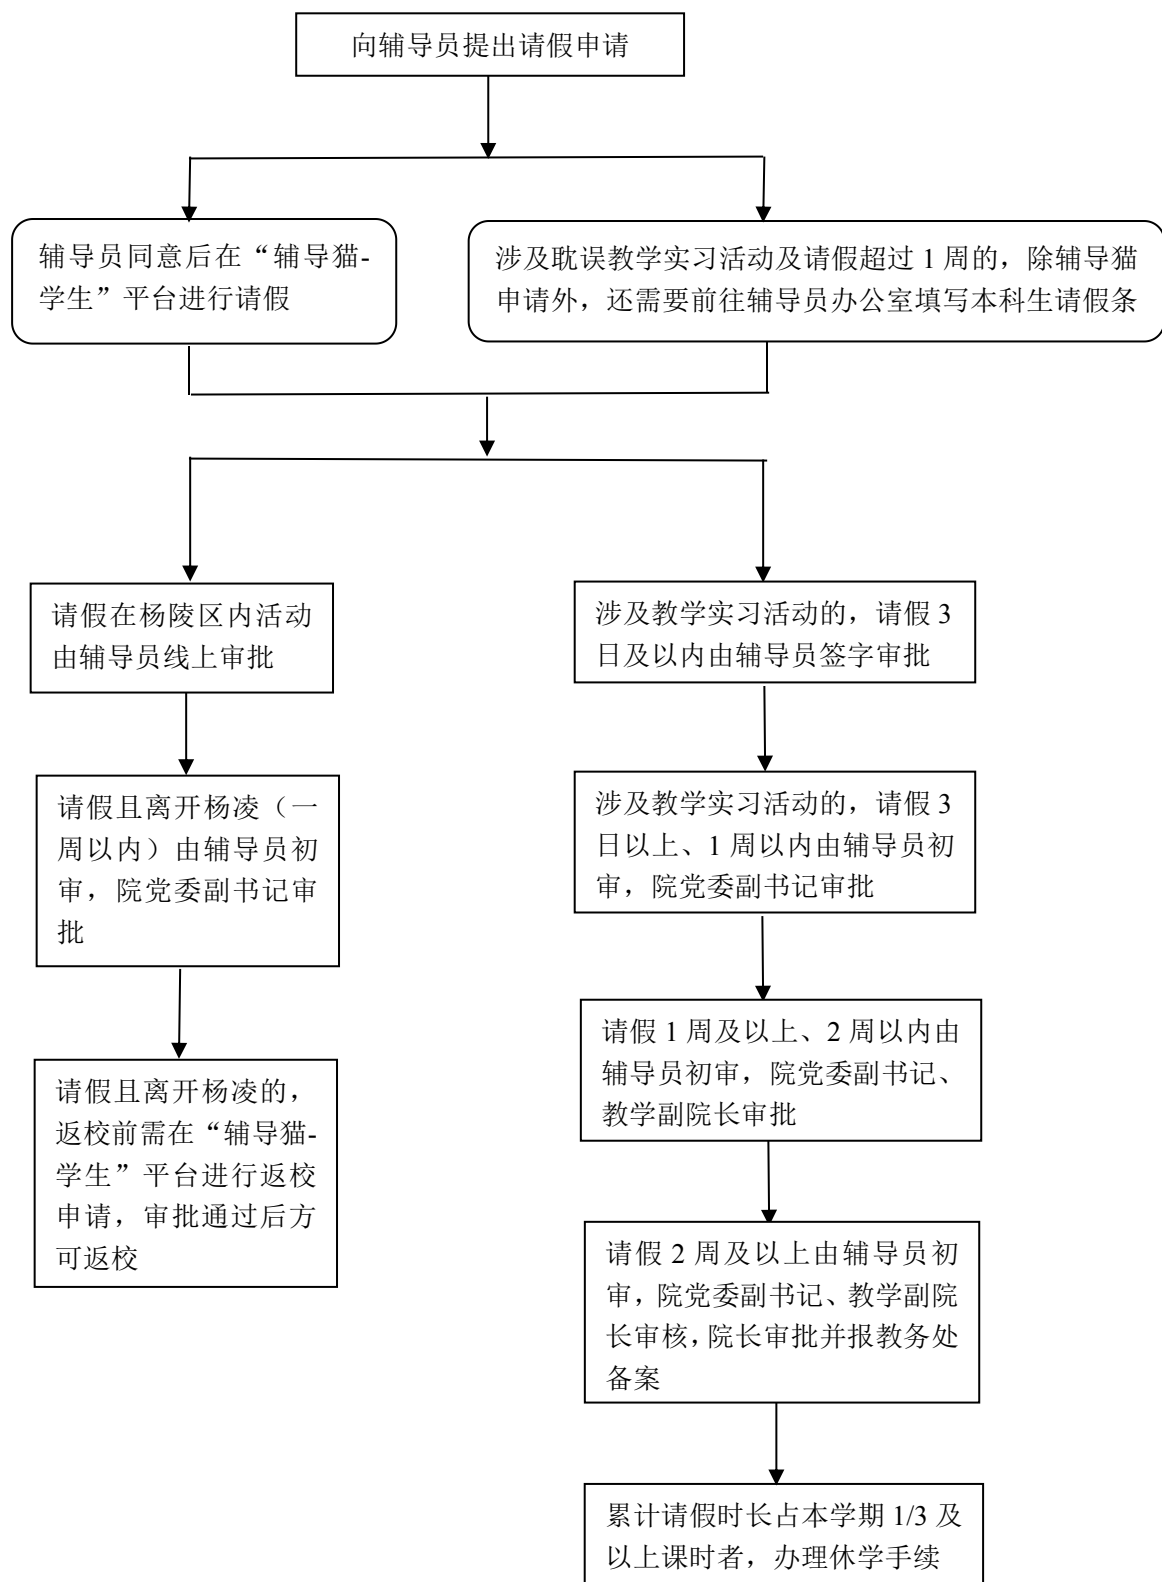 向辅导员提出请假申请
辅导员同意后在“辅导猫-
学生”平台进行请假
涉及耽误教学实习活动及请假超过 1 周的，除辅导猫
申请外，还需要前往辅导员办公室填写本科生请假条
请假在杨陵区内活动
由辅导员线上审批
请假且离开杨凌（一
周以内）由辅导员初
审，院党委副书记审
批
请假且离开杨凌的，
返校前需在“辅导猫-
学生”平台进行返校
申请，审批通过后方
可返校
涉及教学实习活动的，请假 3
日及以内由辅导员签字审批
涉及教学实习活动的，请假 3
日以上、1 周以内由辅导员初
审，院党委副书记审批
请假 1 周及以上、2 周以内由
辅导员初审，院党委副书记、
教学副院长审批
请假 2 周及以上由辅导员初
审，院党委副书记、教学副院
长审核，院长审批并报教务处
备案
累计请假时长占本学期 1/3 及
以上课时者，办理休学手续